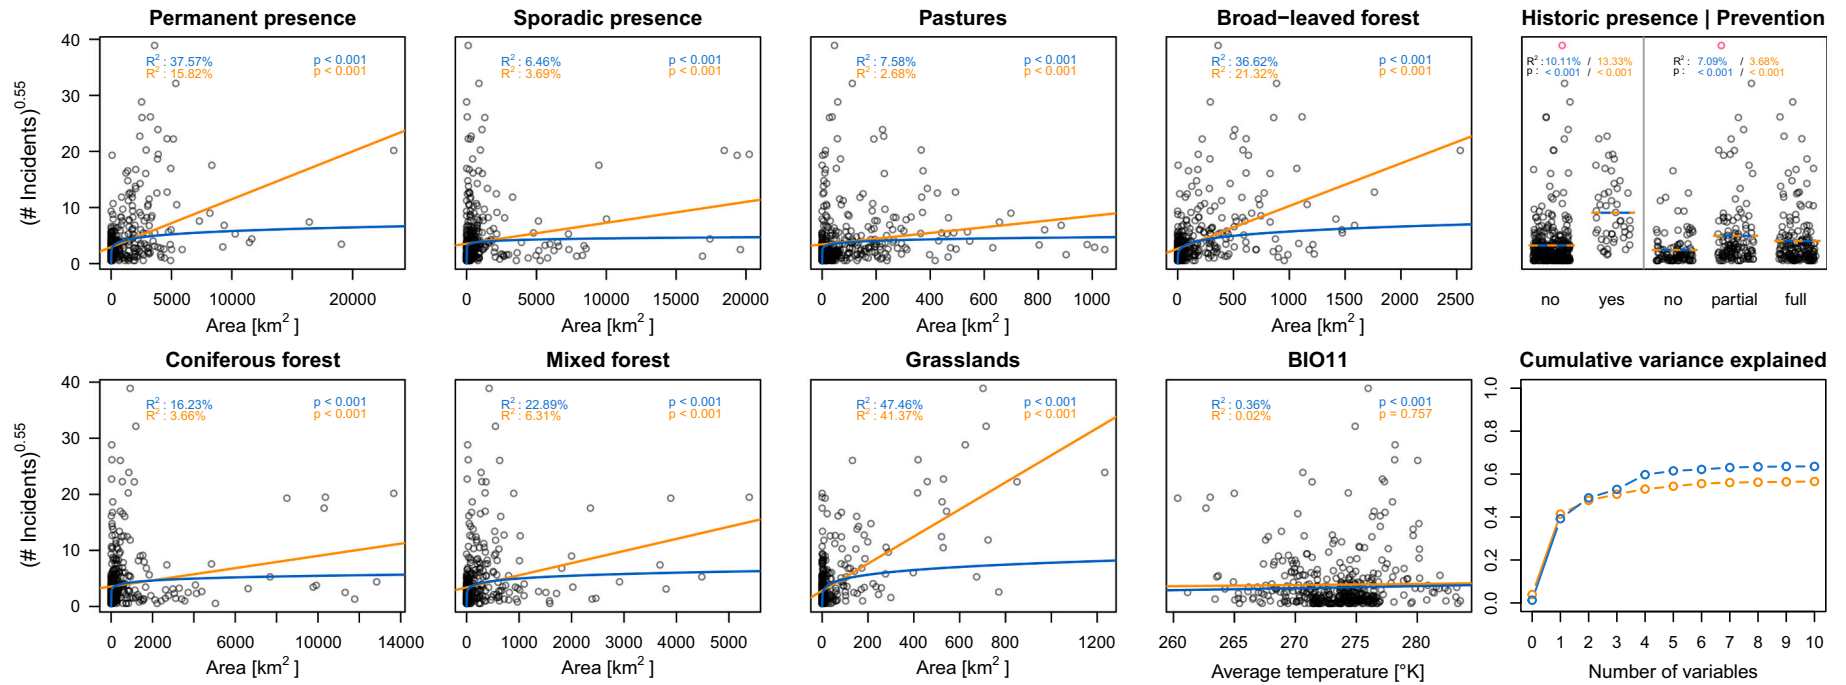 Permanent presence
Sporadic presence
Pastures
Broad−leaved forest
Historic presence | Prevention
(# Incidents)^0.55
40
30
20
10
0
R²: 37.57% p < 0.001
R²: 15.82% p < 0.001
0 5000 10000 20000
Area [km²]
R²: 6.46% p < 0.001
R²: 3.69% p < 0.001
0 5000 10000 15000 20000
Area [km²]
R²: 7.58% p < 0.001
R²: 2.68% p < 0.001
0 200 400 600 800 1000
Area [km²]
R²: 36.62% p < 0.001
R²: 21.32% p < 0.001
0 500 1000 1500 2000 2500
Area [km²]
R²: 10.11% / 13.33% R²: 7.09% / 3.68%
p: < 0.001 / < 0.001 p: < 0.001 / < 0.001
no yes no partial full
Coniferous forest
Mixed forest
Grasslands
BIO11
Cumulative variance explained
(# Incidents)^0.55
40
30
20
10
0
R²: 16.23% p < 0.001
R²: 3.66% p < 0.001
0 2000 6000 10000 14000
Area [km²]
R²: 22.89% p < 0.001
R²: 6.31% p < 0.001
0 1000 2000 3000 4000 5000
Area [km²]
R²: 47.46% p < 0.001
R²: 41.37% p < 0.001
0 200 400 600 800 1200
Area [km²]
R²: 0.36% p < 0.001
R²: 0.02% p = 0.757
260 265 270 275 280
Average temperature [°K]
1.0
0.8
0.6
0.4
0.2
0.0
0 1 2 3 4 5 6 7 8 9 10
Number of variables